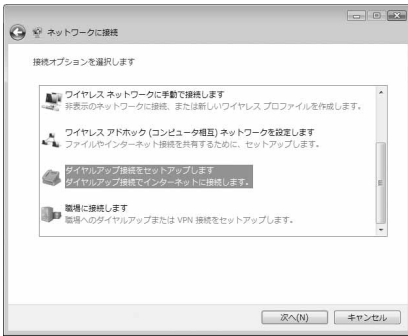 ネットワークに接続
接続オプションを選択します
ワイヤレス ネットワークに手動で接続します
非表示のネットワークに接続、または新しいワイヤレス プロファイルを作成します。
ワイヤレス アドホック (コンピュータ相互) ネットワークを設定します
ファイルやインターネット接続を共有するために、セットアップします。
ダイヤルアップ接続をセットアップします
ダイヤルアップ接続でインターネットに接続します。
職場に接続します
職場へのダイヤルアップまたは VPN 接続をセットアップします。
次へ(N)
キャンセル